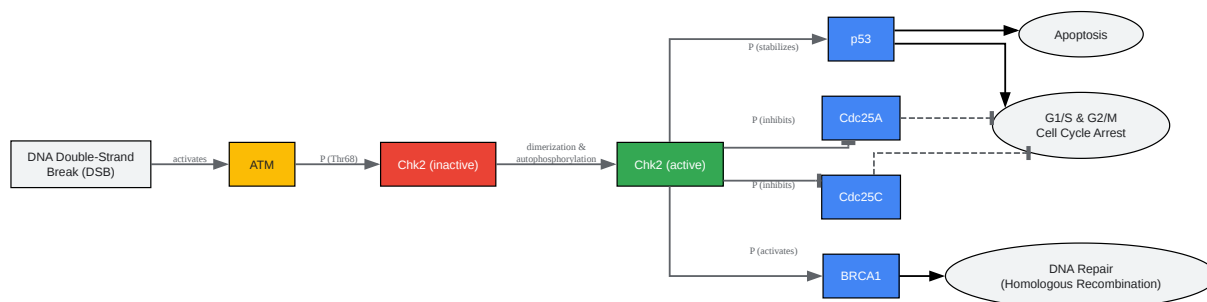 DNA Double-Strand
Break (DSB)
activates
ATM
P (Thr68)
Chk2 (inactive)
dimerization &
autophosphorylation
Chk2 (active)
P (stabilizes)
p53
Apoptosis
P (inhibits)
Cdc25A
G1/S & G2/M
Cell Cycle Arrest
P (inhibits)
Cdc25C
P (activates)
BRCA1
DNA Repair
(Homologous Recombination)